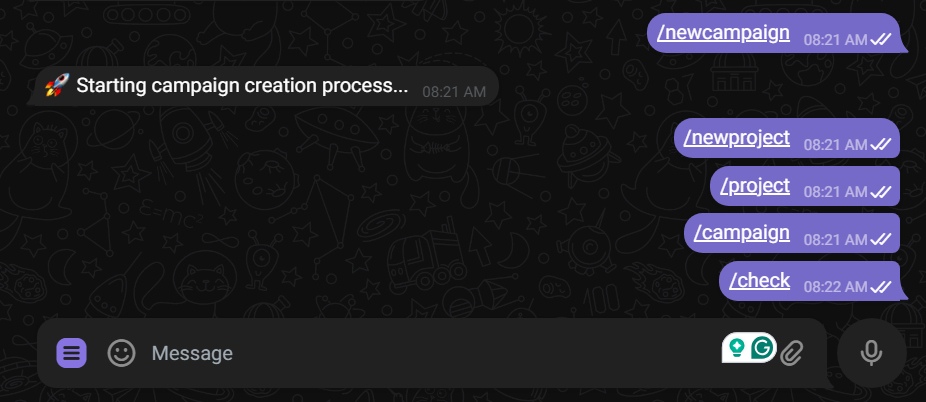 /newcampaign 08:21 AM
🚀 Starting campaign creation process... 08:21 AM
/newproject 08:21 AM
/project 08:21 AM
/campaign 08:21 AM
/check 08:22 AM
Message